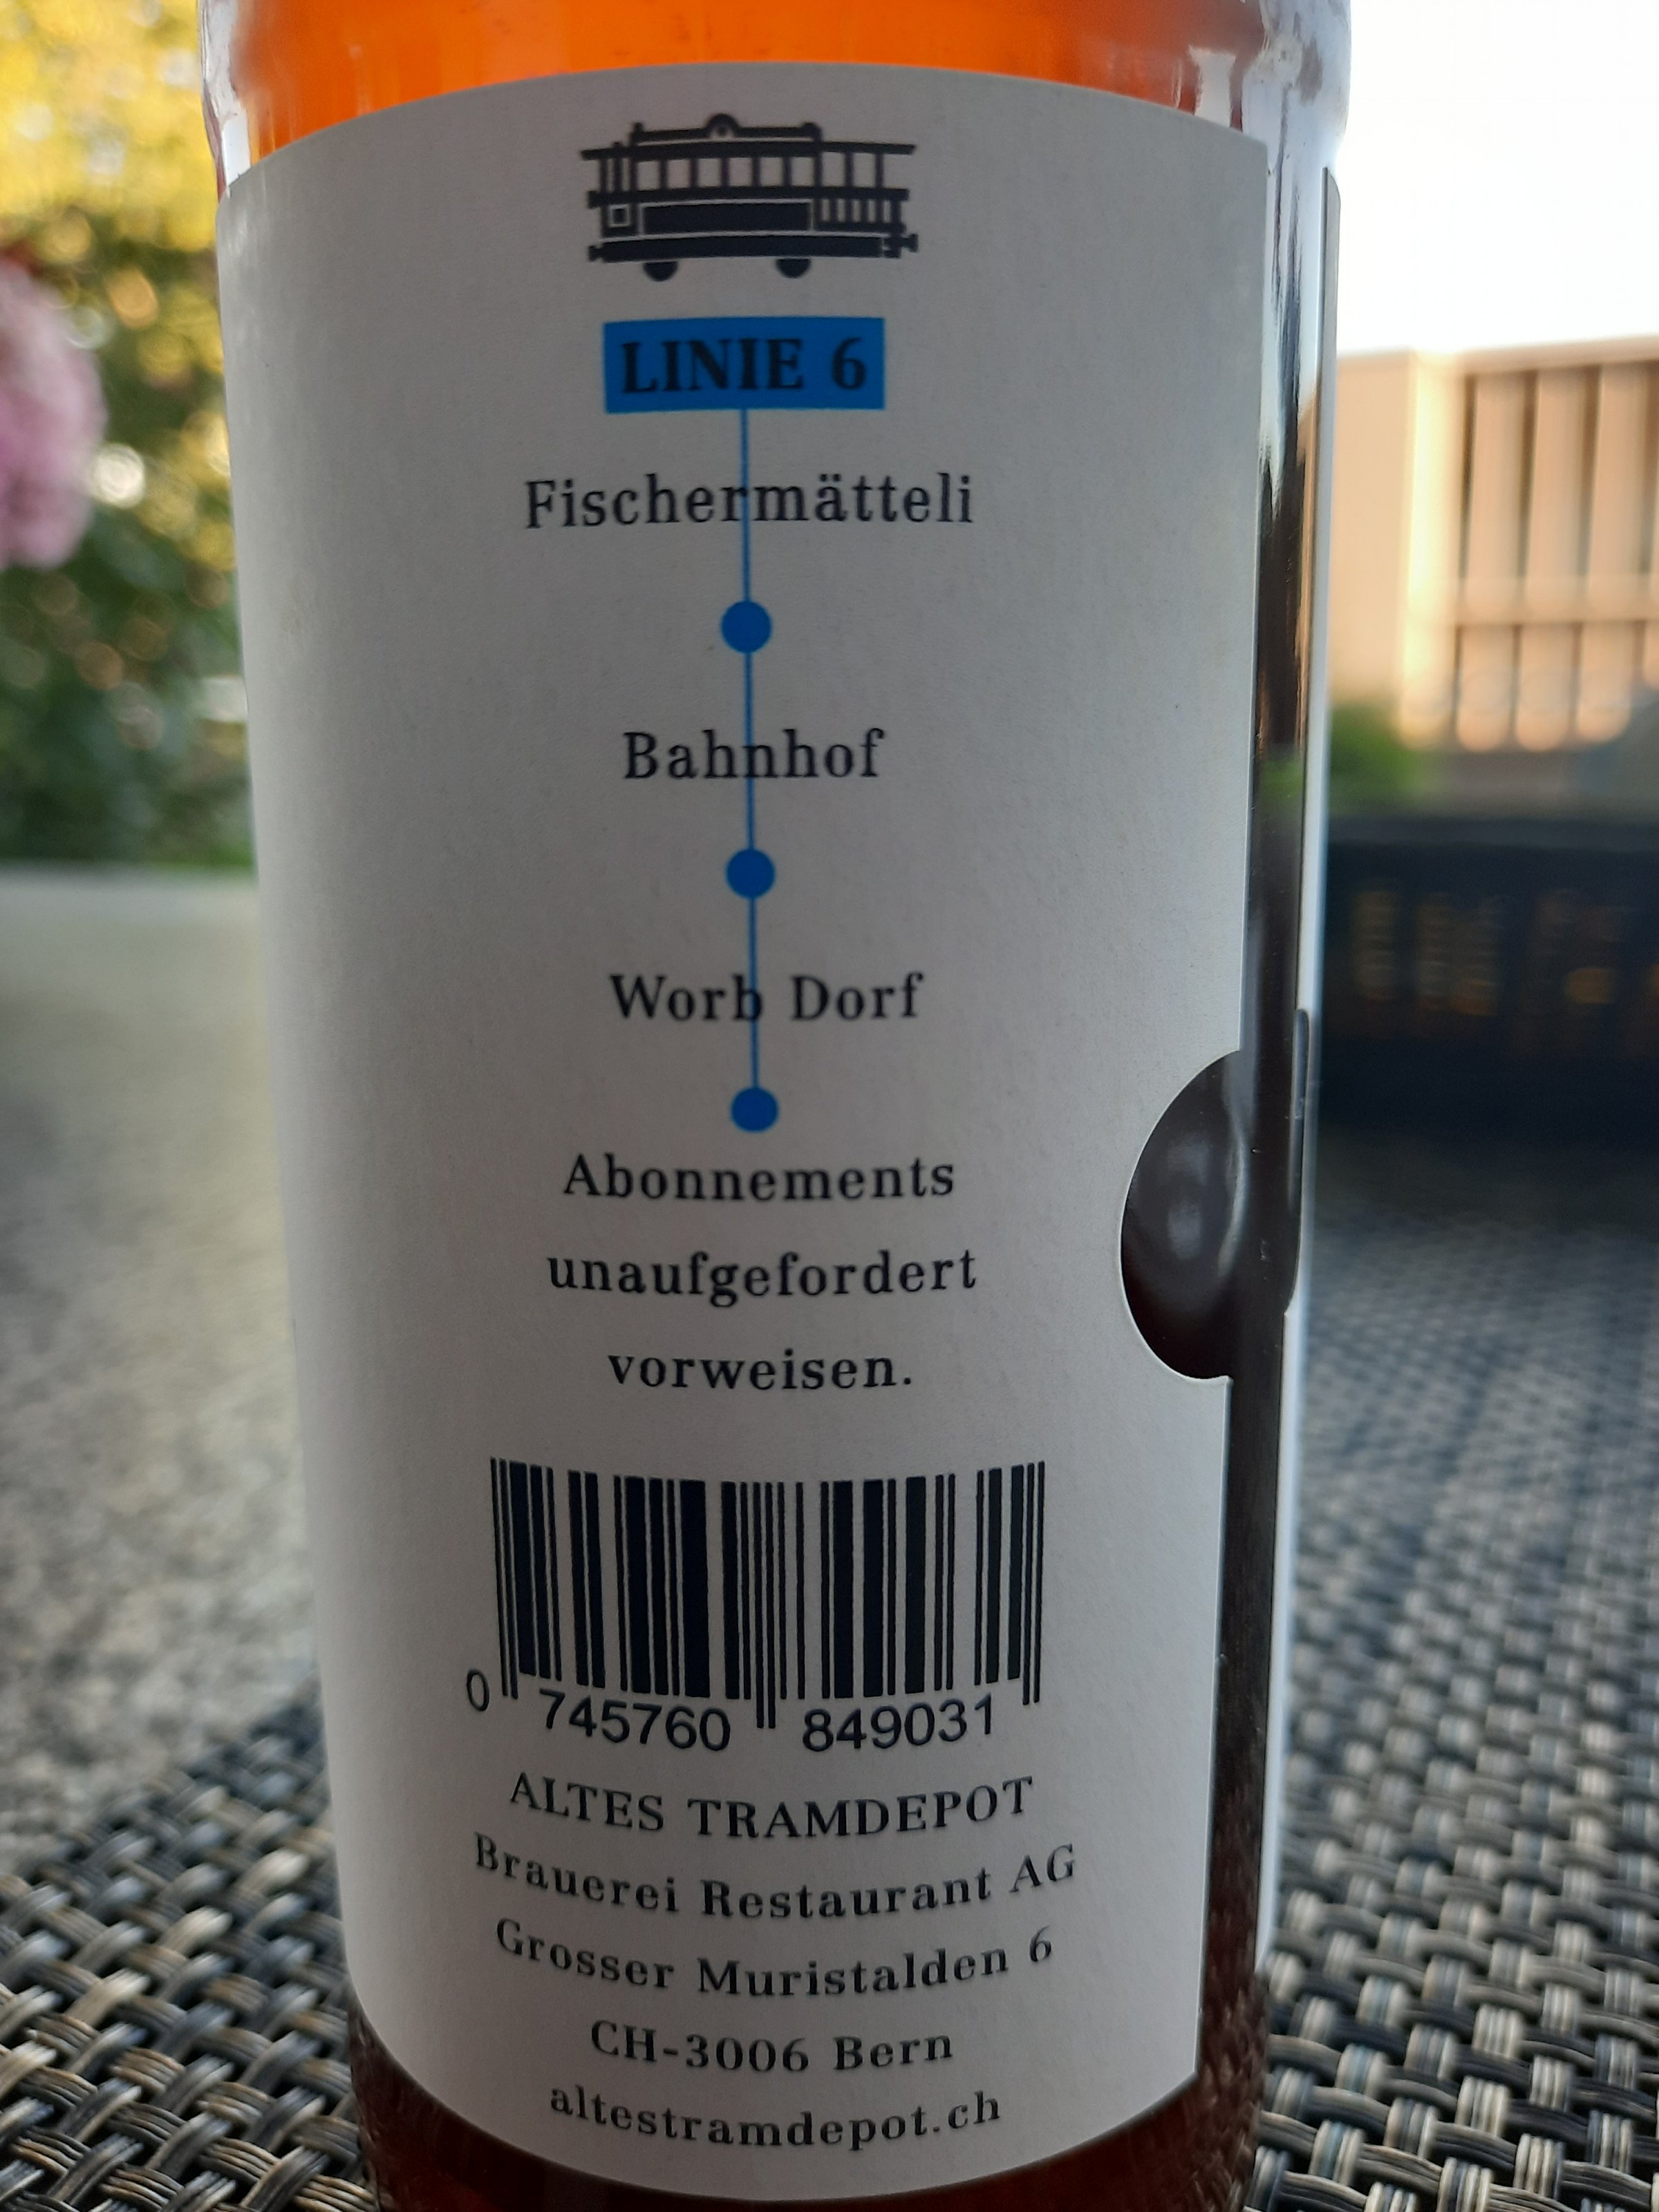 LINIE 6
Fischermätteli
Bahnhof
Worb Dorf
Abonnements
unaufgefordert
vorweisen.
0 745760 849031
ALTES TRAMDEPOT
Brauerei Restaurant AG
Grosser Muristalden 6
CH-3006 Bern
altestramdepot.ch